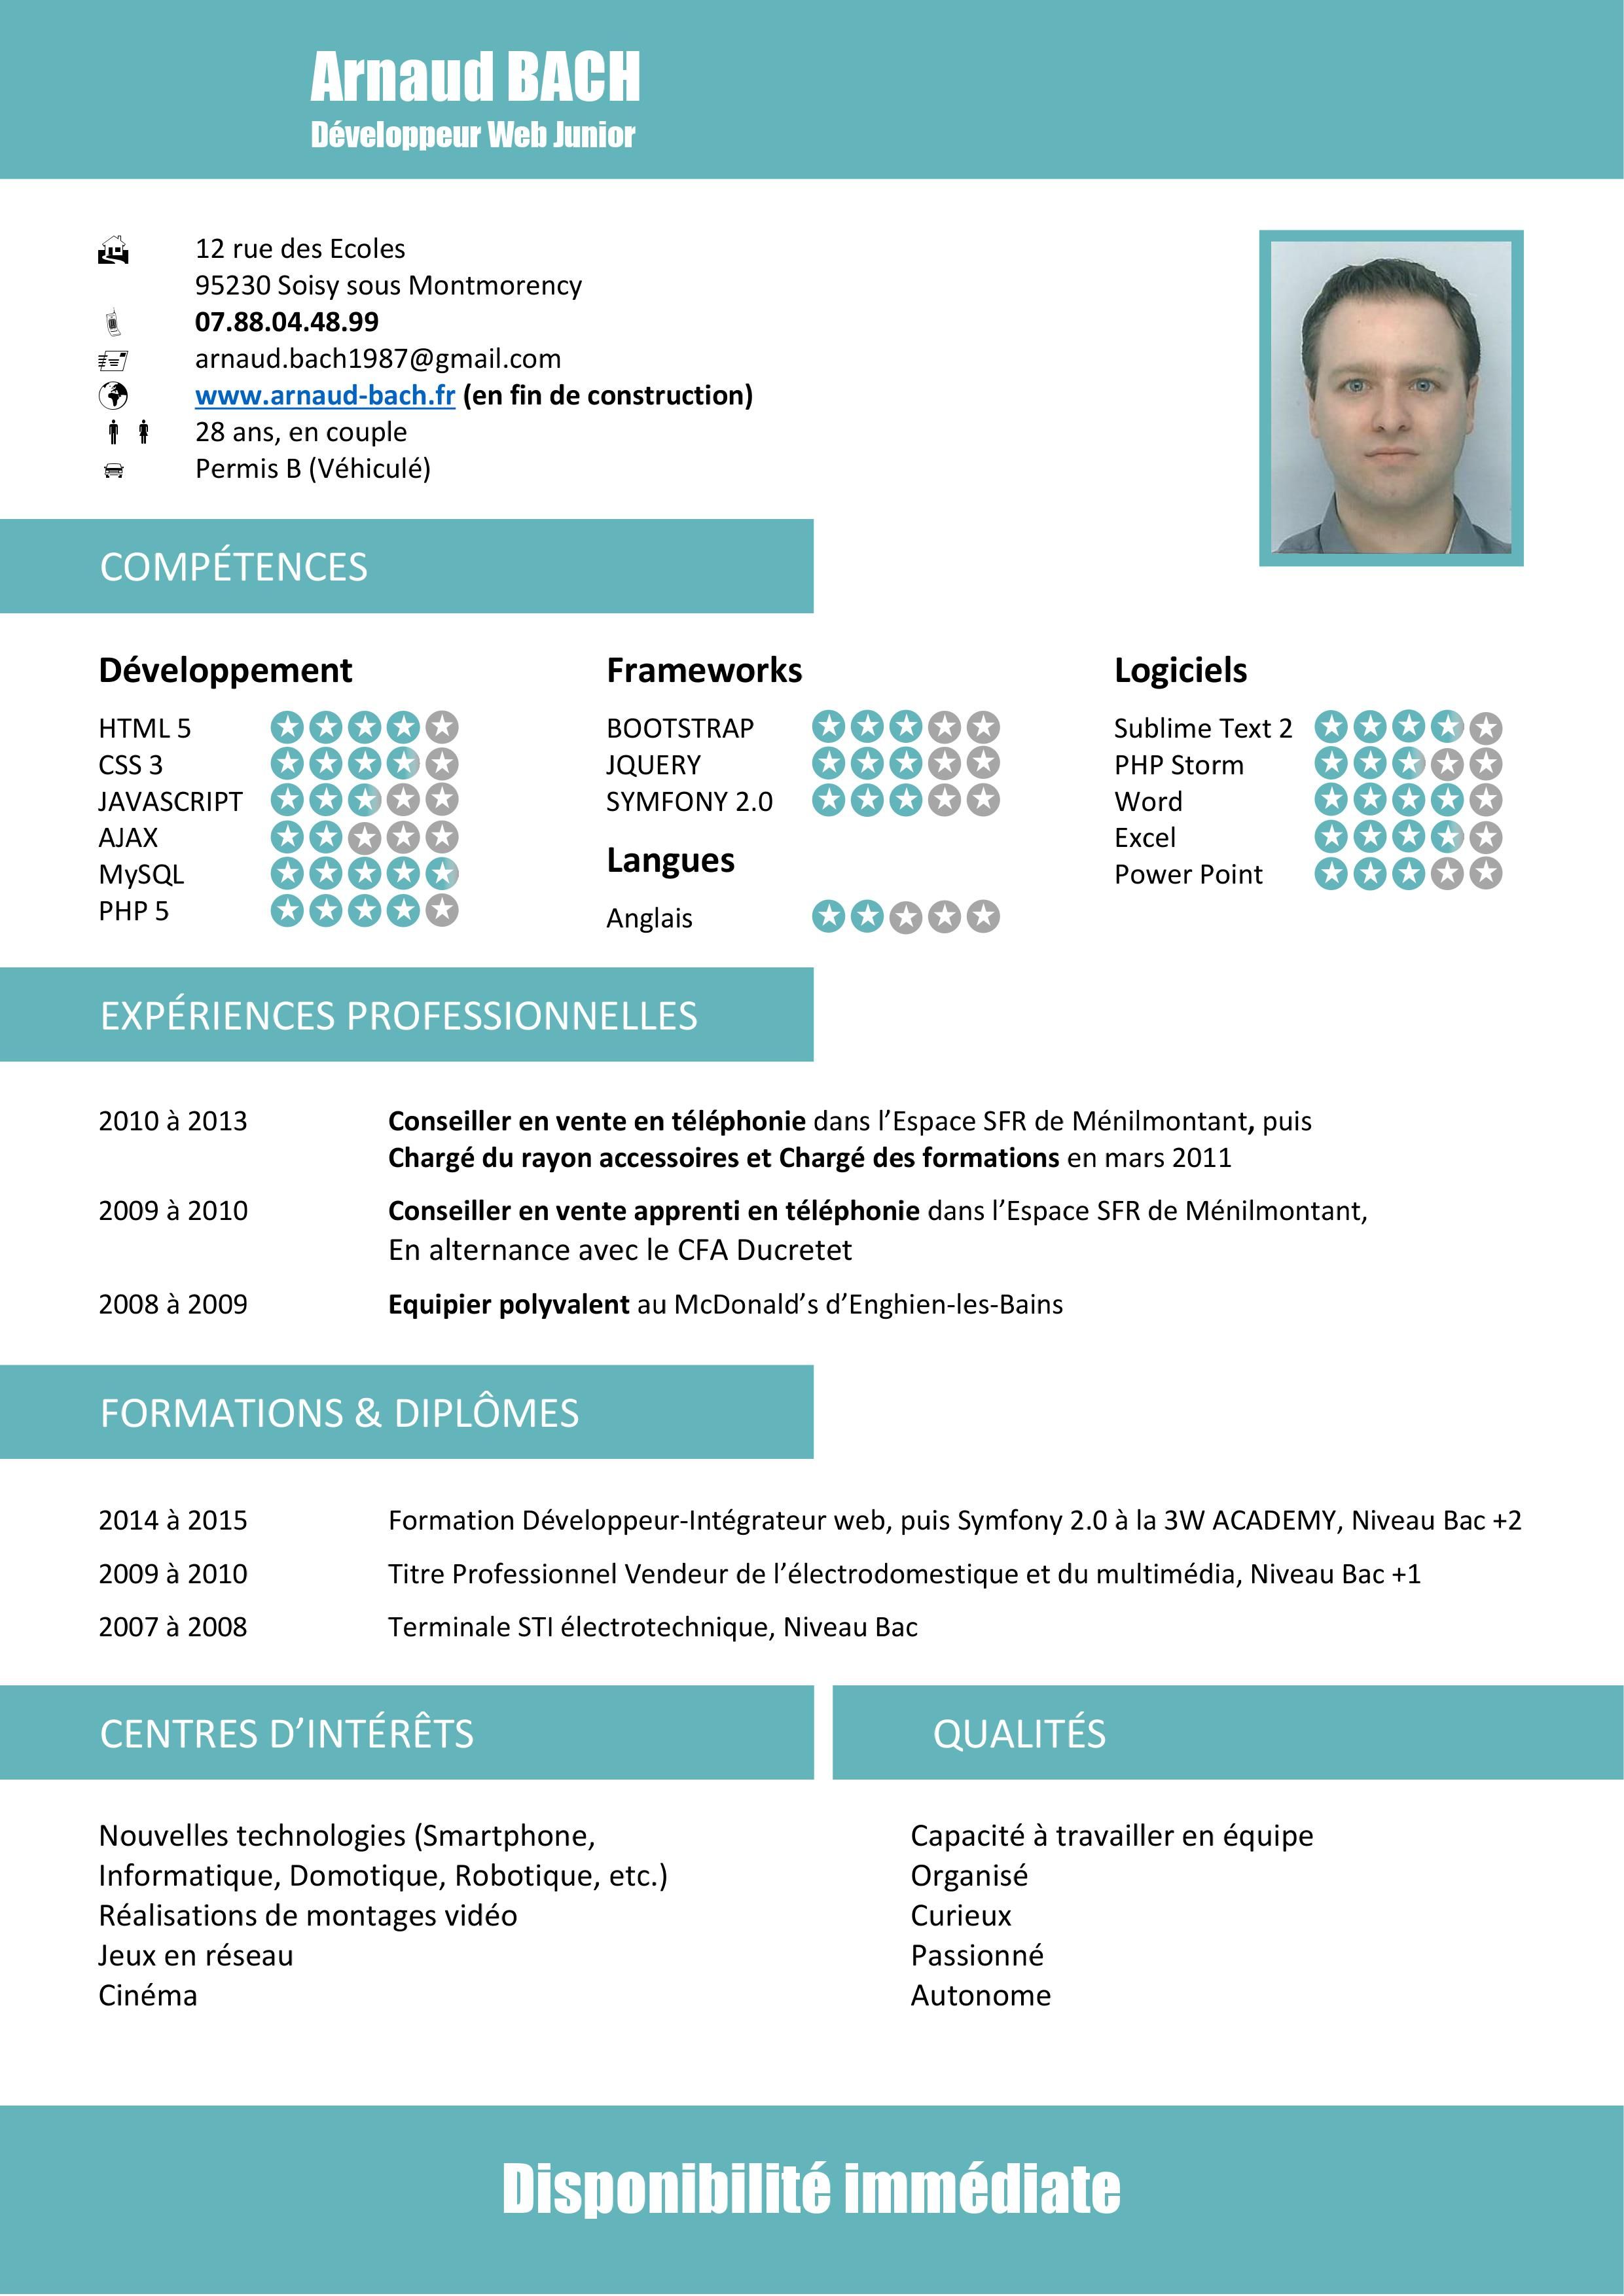 Arnaud BACH
Développeur Web Junior
12 rue des Ecoles
95230 Soisy sous Montmorency
07.88.04.48.99
arnaud.bach1987@gmail.com
www.arnaud-bach.fr (en fin de construction)
28 ans, en couple
Permis B (Véhiculé)
COMPÉTENCES
Développement
HTML 5
CSS 3
JAVASCRIPT
AJAX
MySQL
PHP 5
Frameworks
BOOTSTRAP
JQUERY
SYMFONY 2.0
Langues
Anglais
Logiciels
Sublime Text 2
PHP Storm
Word
Excel
Power Point
EXPÉRIENCES PROFESSIONNELLES
2010 à 2013 Conseiller en vente en téléphonie dans l’Espace SFR de Ménilmontant, puis
Chargé du rayon accessoires et Chargé des formations en mars 2011
2009 à 2010 Conseiller en vente apprenti en téléphonie dans l’Espace SFR de Ménilmontant,
En alternance avec le CFA Ducretet
2008 à 2009 Equipier polyvalent au McDonald’s d’Enghien-les-Bains
FORMATIONS & DIPLÔMES
2014 à 2015 Formation Développeur-Intégrateur web, puis Symfony 2.0 à la 3W ACADEMY, Niveau Bac +2
2009 à 2010 Titre Professionnel Vendeur de l’électrodomestique et du multimédia, Niveau Bac +1
2007 à 2008 Terminale STI électrotechnique, Niveau Bac
CENTRES D’INTÉRÊTS
Nouvelles technologies (Smartphone,
Informatique, Domotique, Robotique, etc.)
Réalisations de montages vidéo
Jeux en réseau
Cinéma
QUALITÉS
Capacité à travailler en équipe
Organisé
Curieux
Passionné
Autonome
Disponibilité immédiate